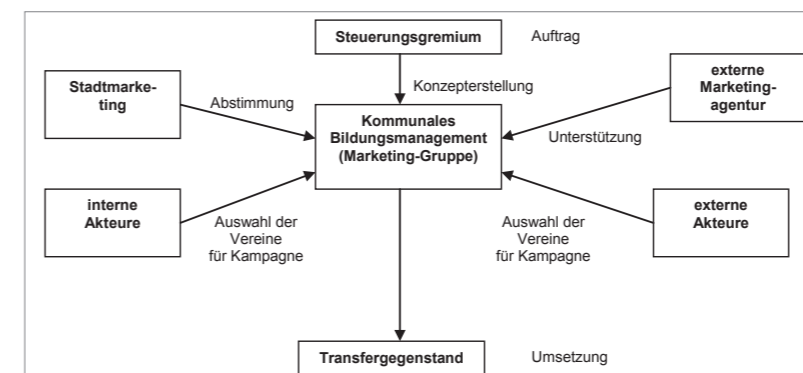 Steuerungsgremium
Auftrag
Stadtmarke-
ting
Abstimmung
Konzepterstellung
externe
Marketing-
agentur
Kommunales
Bildungsmanagement
(Marketing-Gruppe)
Unterstützung
interne
Akteure
Auswahl der
Vereine
für Kampagne
Auswahl der
Vereine
für Kampagne
externe
Akteure
Transfergegenstand
Umsetzung